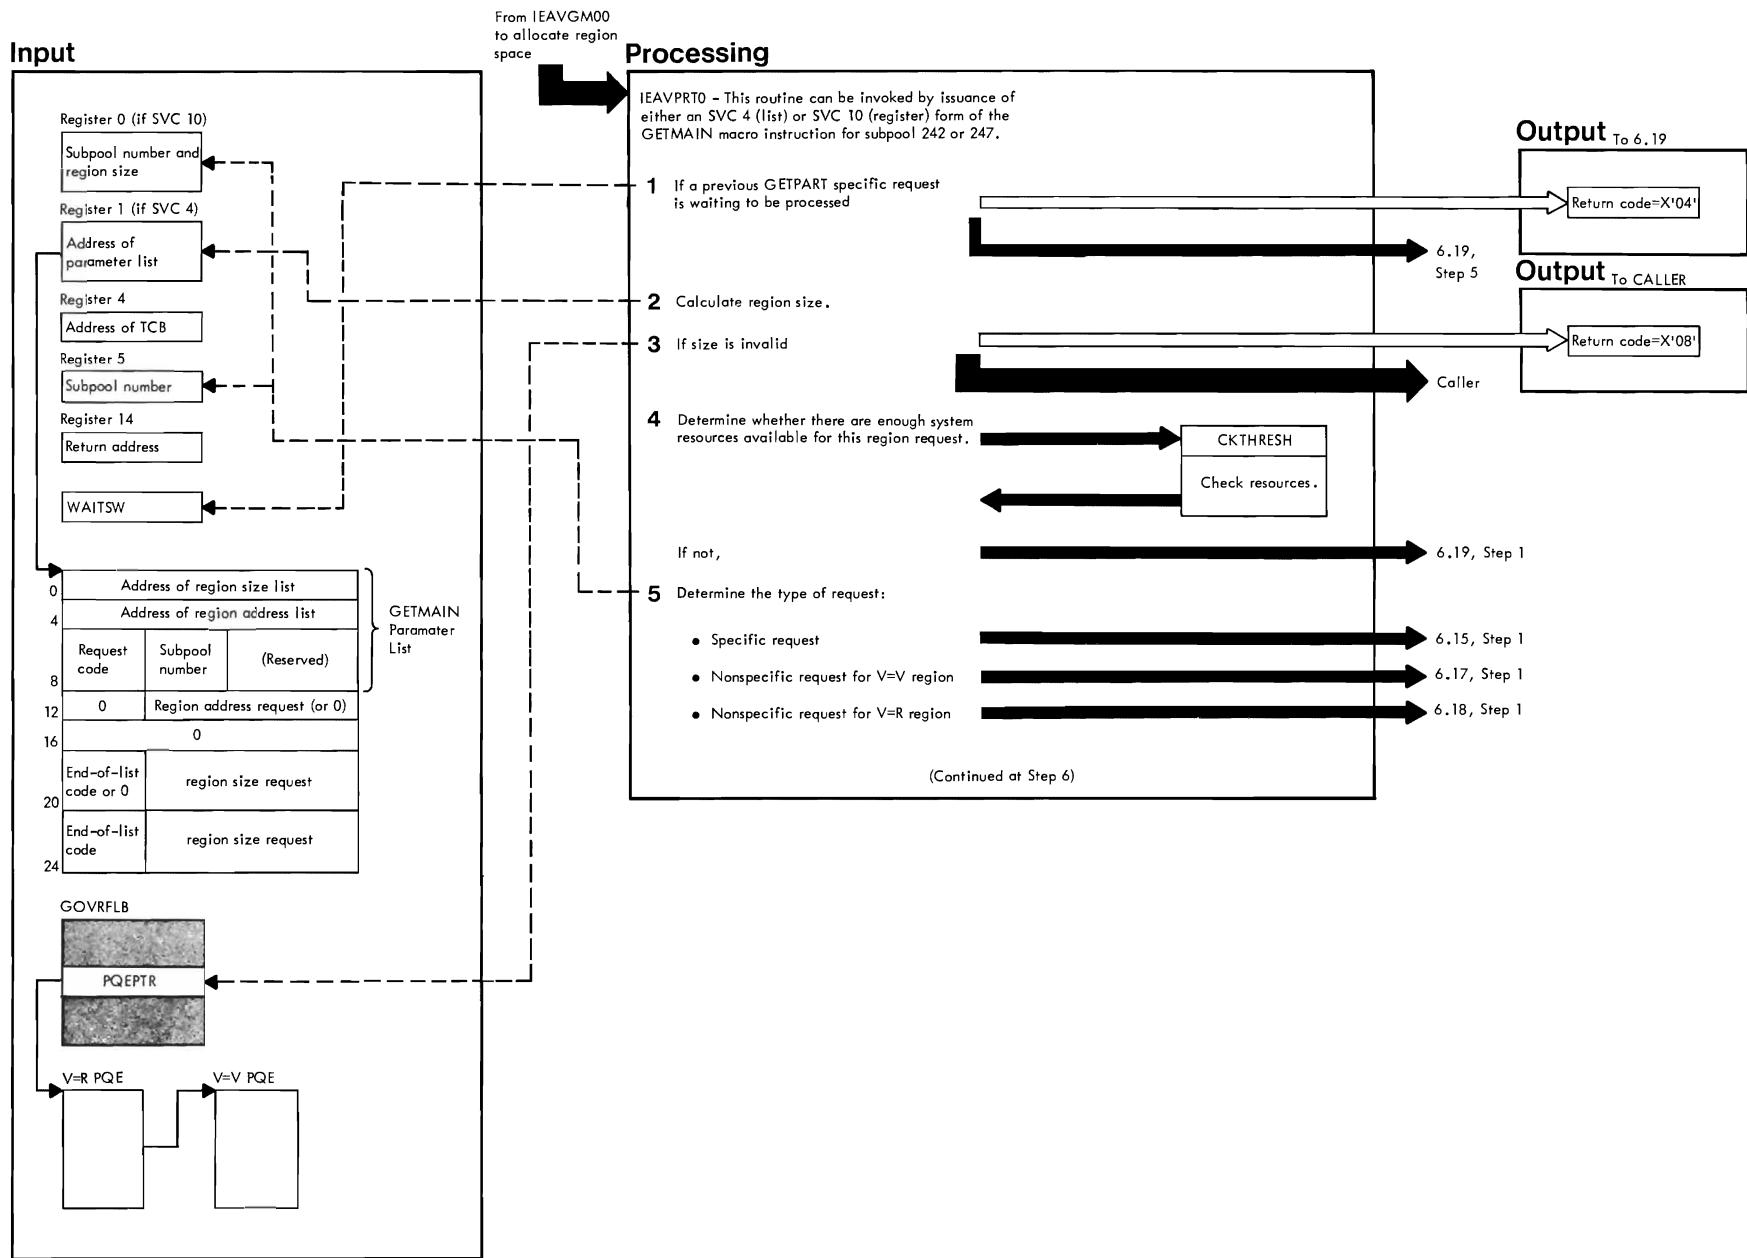 From IEAVGM00
to allocate region
space
Input
Register 0 (if SVC 10)
Subpool number and
region size
Register 1 (if SVC 4)
Address of
parameter list
Register 4
Address of TCB
Register 5
Subpool number
Register 14
Return address
WAITSW
0
Address of region size list
4
Address of region address list
8
Request
code
Subpool
number
(Reserved)
GETMAIN
Paramater
List
12
0
Region address request (or 0)
16
0
20
End-of-list
code or 0
region size request
24
End-of-list
code
region size request
GOVRFLB
PQEPTR
V=R PQE
V=V PQE
Processing
IEAVPRT0 - This routine can be invoked by issuance of
either an SVC 4 (list) or SVC 10 (register) form of the
GETMAIN macro instruction for subpool 242 or 247.
1 If a previous GETPART specific request
is waiting to be processed
6.19,
Step 5
2 Calculate region size.
3 If size is invalid
Caller
4 Determine whether there are enough system
resources available for this region request.
CKTHRESH
Check resources.
If not,
6.19, Step 1
5 Determine the type of request:
• Specific request
6.15, Step 1
• Nonspecific request for V=V region
6.17, Step 1
• Nonspecific request for V=R region
6.18, Step 1
(Continued at Step 6)
Output To 6.19
Return code=X'04'
Output To CALLER
Return code=X'08'